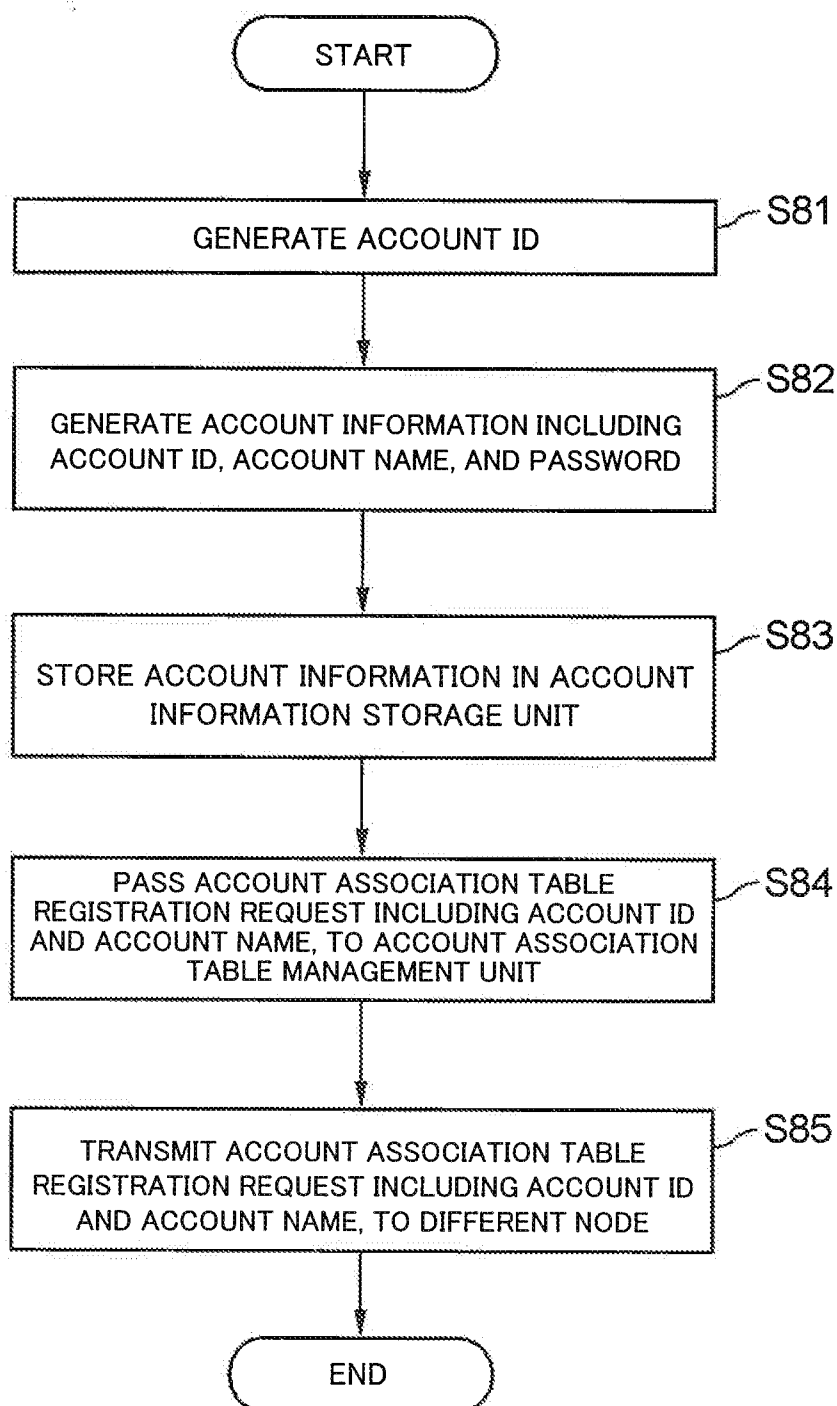 START
GENERATE ACCOUNT ID
S81
GENERATE ACCOUNT INFORMATION INCLUDING
ACCOUNT ID, ACCOUNT NAME, AND PASSWORD
S82
STORE ACCOUNT INFORMATION IN ACCOUNT
INFORMATION STORAGE UNIT
S83
PASS ACCOUNT ASSOCIATION TABLE
REGISTRATION REQUEST INCLUDING ACCOUNT ID
AND ACCOUNT NAME, TO ACCOUNT ASSOCIATION
TABLE MANAGEMENT UNIT
S84
TRANSMIT ACCOUNT ASSOCIATION TABLE
REGISTRATION REQUEST INCLUDING ACCOUNT ID
AND ACCOUNT NAME, TO DIFFERENT NODE
S85
END